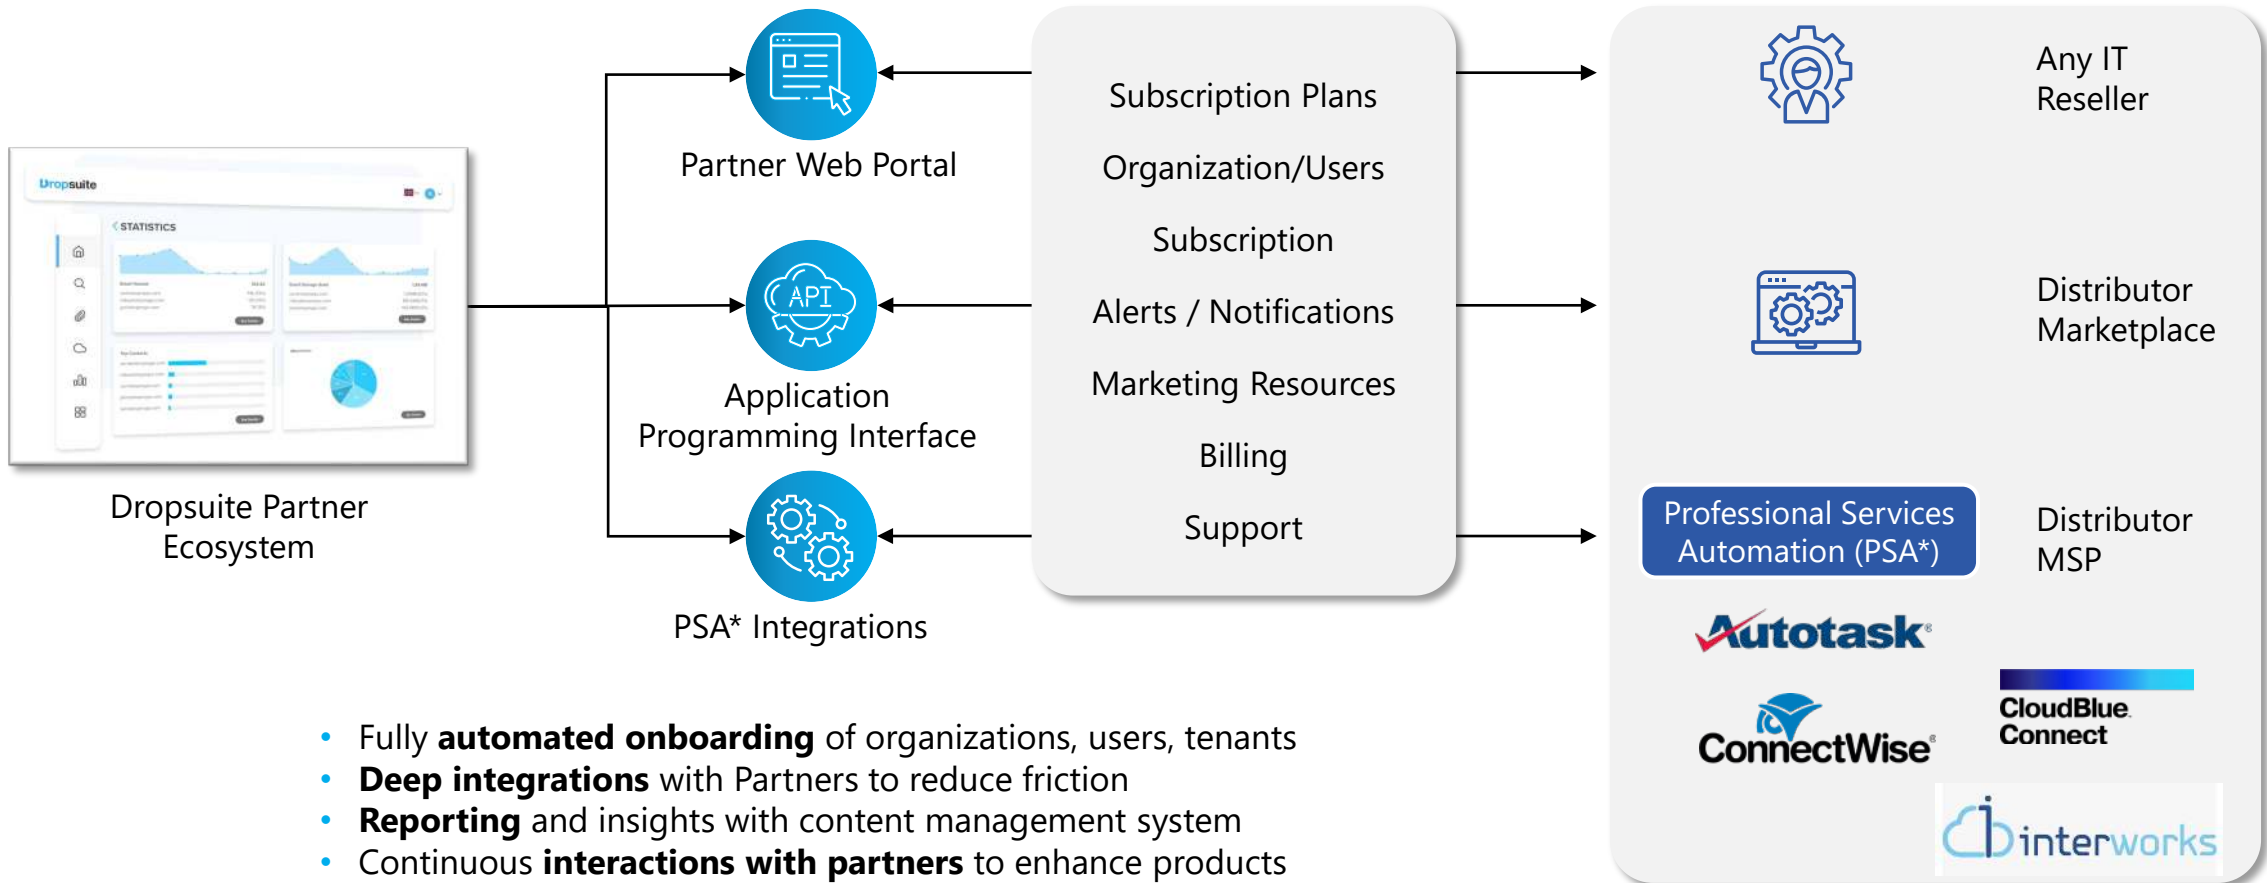 Dropsuite
STATISTICS
Dropsuite Partner
Ecosystem
Partner Web Portal
API
Application
Programming Interface
PSA* Integrations
Subscription Plans
Organization/Users
Subscription
Alerts / Notifications
Marketing Resources
Billing
Support
Any IT
Reseller
Distributor
Marketplace
Professional Services
Automation (PSA*)
Distributor
MSP
Autotask®
ConnectWise®
CloudBlue
Connect
interworks
• Fully automated onboarding of organizations, users, tenants
• Deep integrations with Partners to reduce friction
• Reporting and insights with content management system
• Continuous interactions with partners to enhance products